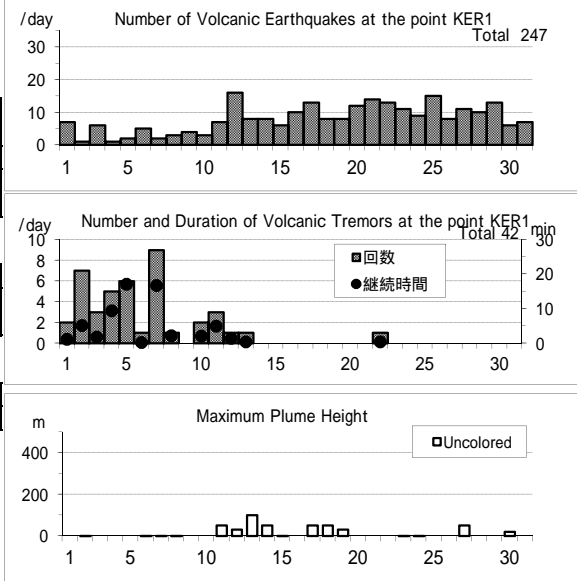 /day Number of Volcanic Earthquakes at the point KER1
Total 247
30
20
10
0
1 5 10 15 20 25 30
/day Number and Duration of Volcanic Tremors at the point KER1
Total 42 min
10 30
8
6 20
4 10
2
0 0
回数
継続時間
1 5 10 15 20 25 30
Maximum Plume Height
m
Uncolored
400
200
0
1 5 10 15 20 25 30